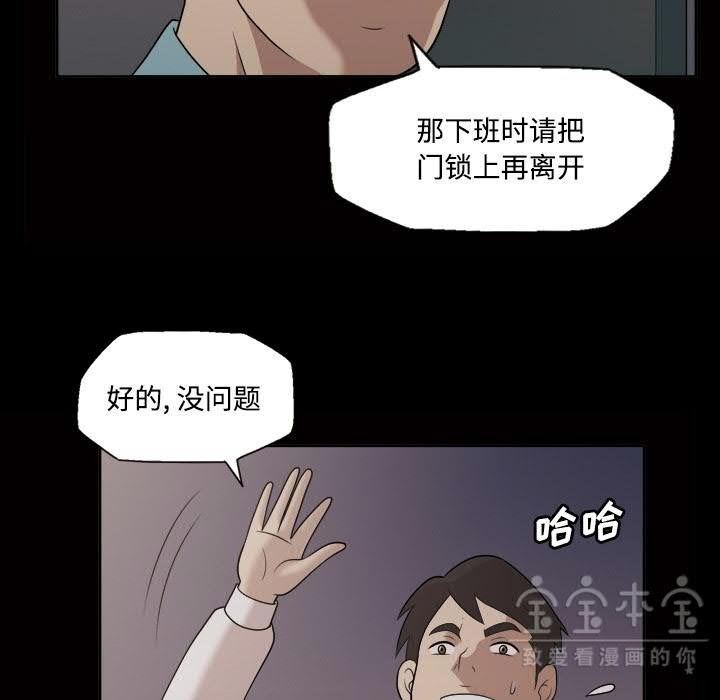 那下班时请把
门锁上再离开
好的, 没问题
哈哈
宝宝本宝
致爱看漫画的你